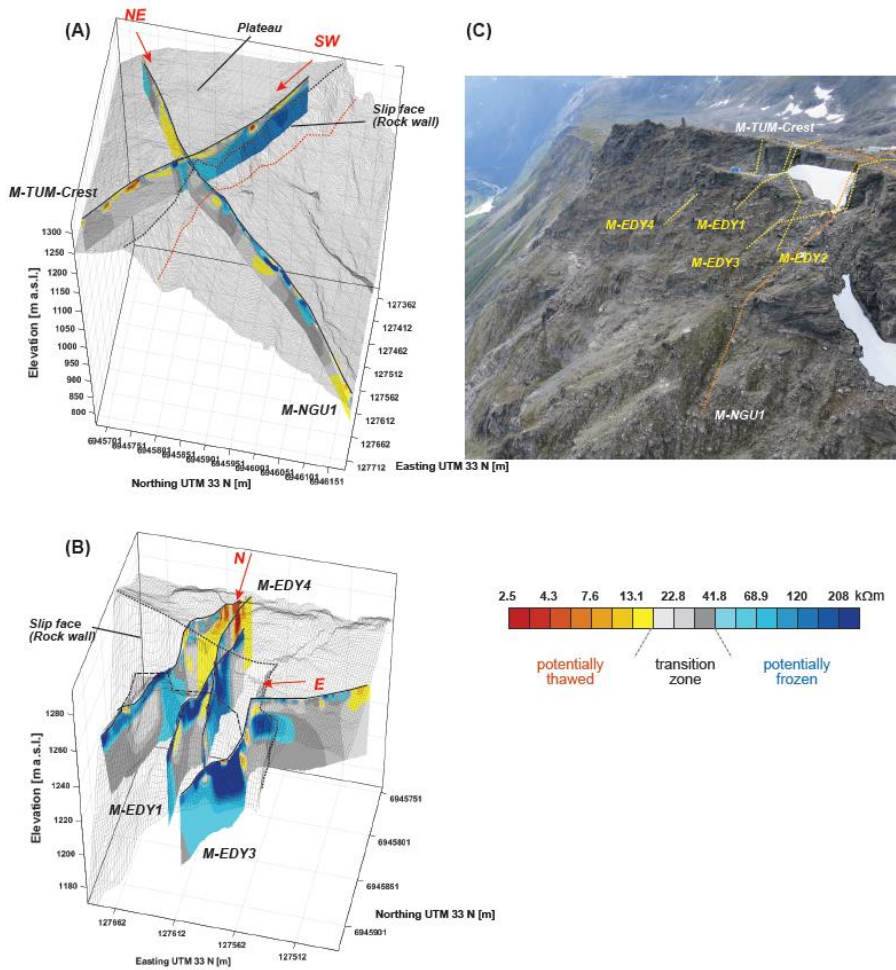 (A)
NE
Plateau
SW
Slip face
(Rock wall)
M-TUM-Crest
1300
1250
1200
1150
1100
1050
1000
950
900
850
800
Elevation [m a.s.l.]
M-NGU1
127362
127412
127462
127512
127562
127612
127662
127712
6945701
6945751
6945801
6945851
6945901
6945951
6946001
6946051
6946101
6946151
Easting UTM 33 N [m]
Northing UTM 33 N [m]
(C)
M-TUM-Crest
M-EDY4
M-EDY1
M-EDY3
M-EDY2
M-NGU1
(B)
N
M-EDY4
Slip face
(Rock wall)
E
1280
1260
1240
1220
1200
1180
Elevation [m a.s.l.]
M-EDY1
M-EDY3
6945751
6945801
6945851
6945901
Northing UTM 33 N [m]
127662
127612
127562
127512
Easting UTM 33 N [m]
2.5 4.3 7.6 13.1 22.8 41.8 68.9 120 208 kΩm
potentially thawed
transition zone
potentially frozen